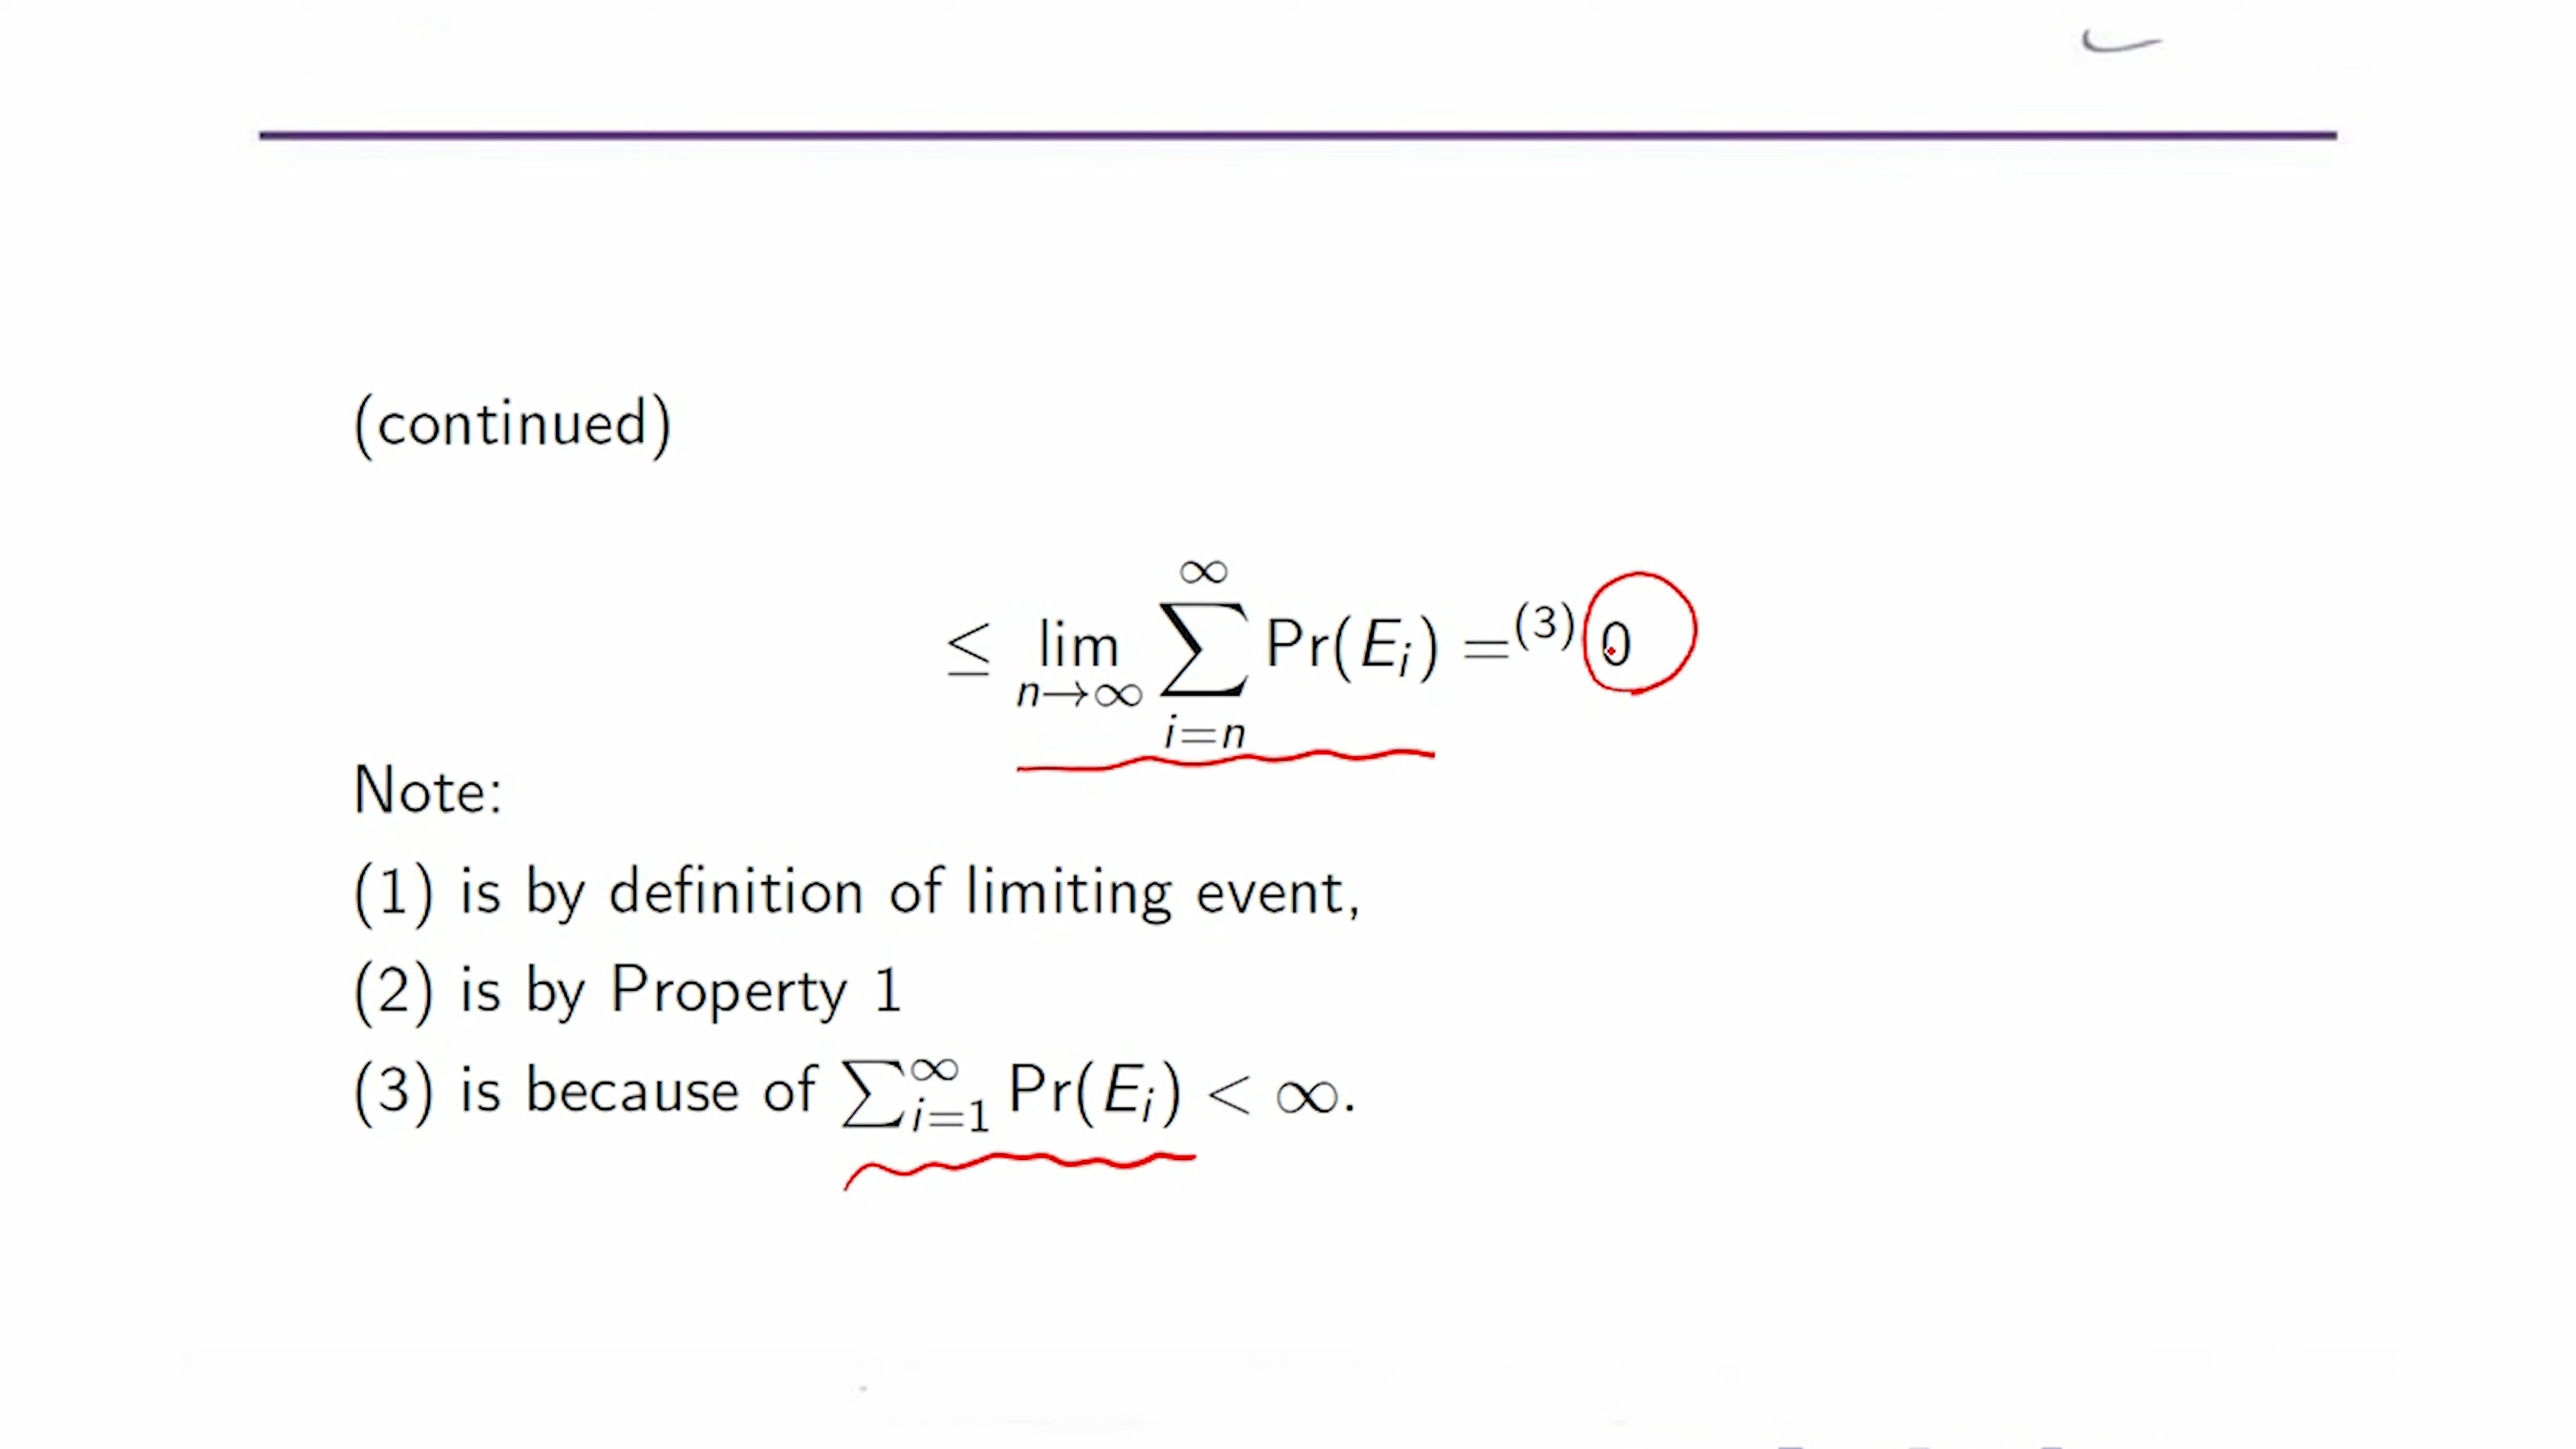 (continued)
≤ lim_{n→∞} ∑_{i=n}^{∞} Pr(E_i) =^{(3)} 0
Note:
(1) is by definition of limiting event,
(2) is by Property 1
(3) is because of ∑_{i=1}^{∞} Pr(E_i) < ∞.